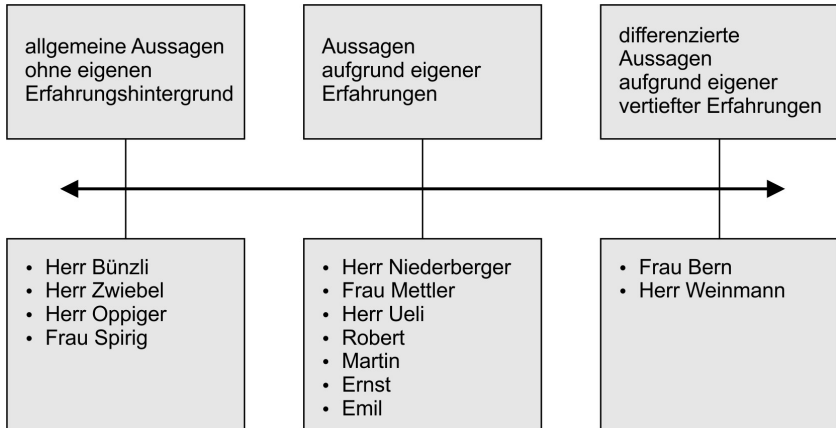 allgemeine Aussagen
ohne eigenen
Erfahrungshintergrund
Aussagen
aufgrund eigener
Erfahrungen
differenzierte
Aussagen
aufgrund eigener
vertiefter Erfahrungen
• Herr Bünzli
• Herr Zwiebel
• Herr Oppiger
• Frau Spirig
• Herr Niederberger
• Frau Mettler
• Herr Ueli
• Robert
• Martin
• Ernst
• Emil
• Frau Bern
• Herr Weinmann